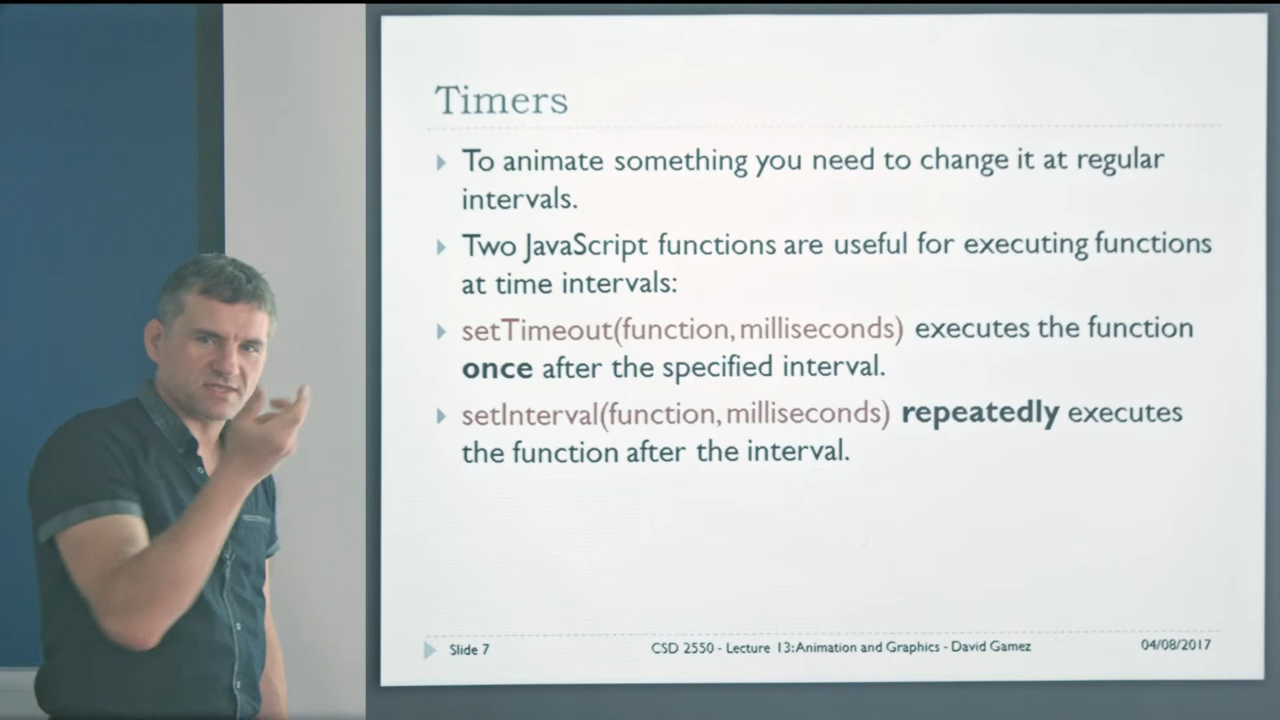 Timers
To animate something you need to change it at regular
intervals.
Two JavaScript functions are useful for executing functions
at time intervals:
setTimeout(function, milliseconds) executes the function
once after the specified interval.
setInterval(function, milliseconds) repeatedly executes
the function after the interval.
Slide 7 CSD 2550 - Lecture 13:Animation and Graphics - David Gamez 04/08/2017